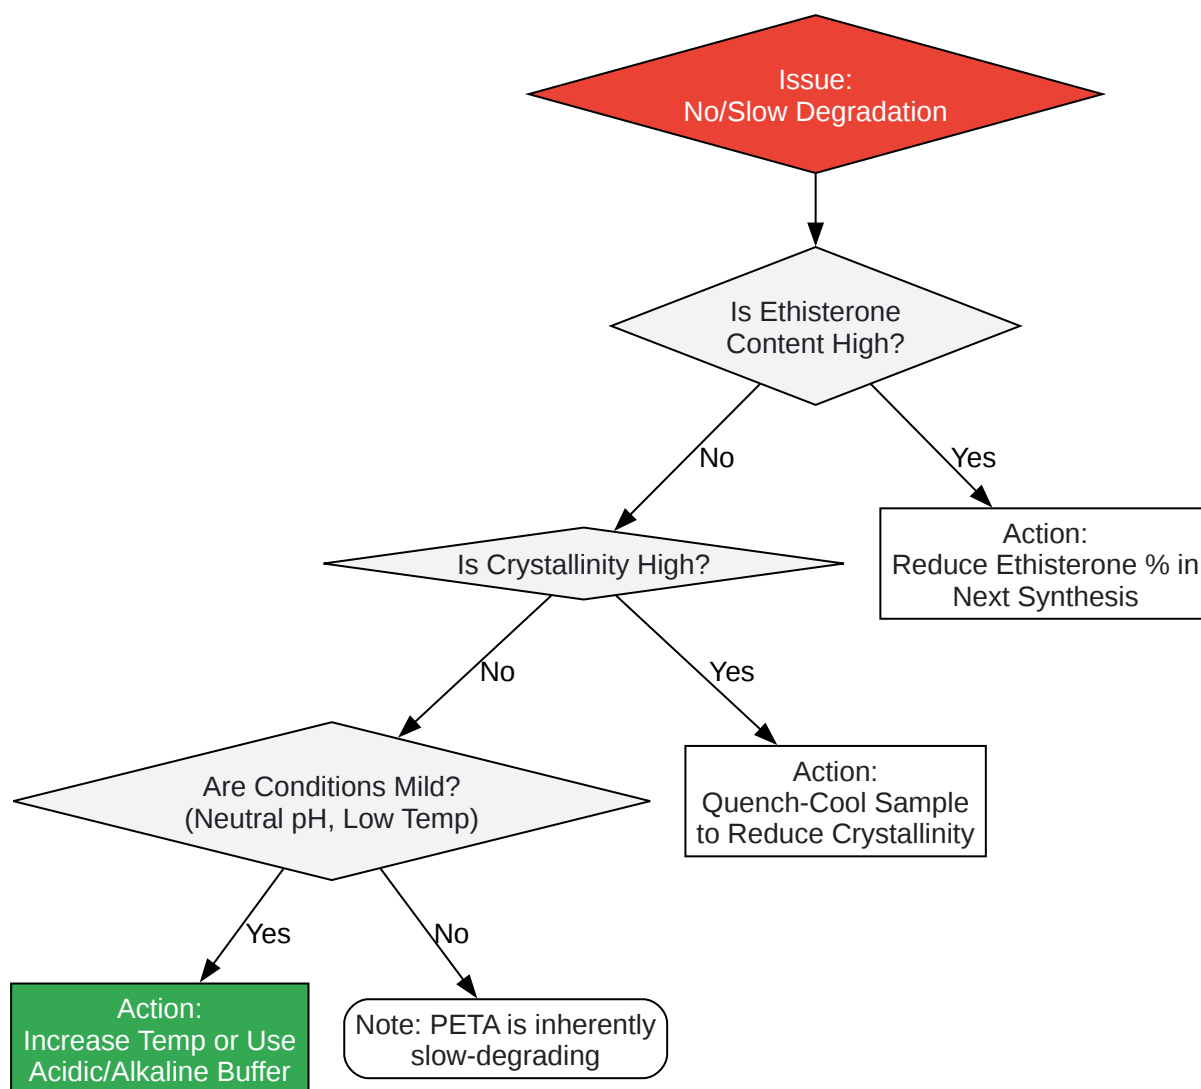 Issue:
No/Slow Degradation
Is Ethisterone
Content High?
No
Yes
Is Crystallinity High?
Action:
Reduce Ethisterone % in
Next Synthesis
No
Yes
Are Conditions Mild?
(Neutral pH, Low Temp)
Action:
Quench-Cool Sample
to Reduce Crystallinity
Yes
No
Action:
Increase Temp or Use
Acidic/Alkaline Buffer
Note: PETA is inherently
slow-degrading